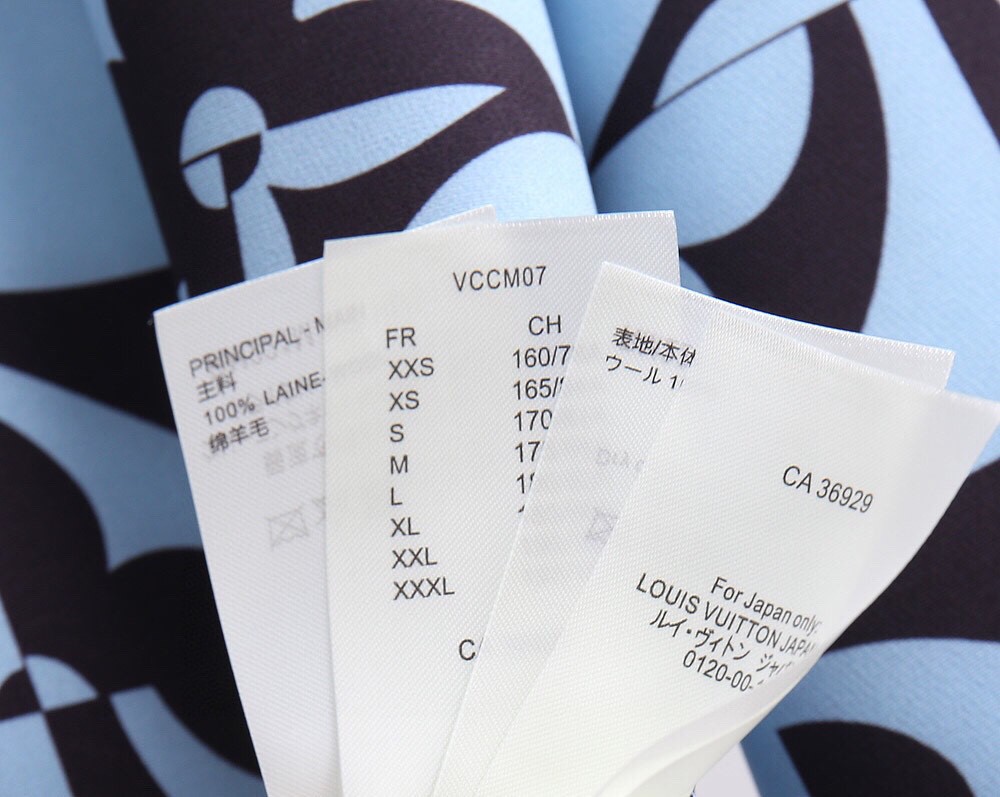 PRINCIPAL - M
主料
100% LAINE-
绵羊毛
VCCM07
FR CH
XXS 160/7
XS 165/
S 170
M 17
L
XL
XXL
XXXL
C
表地/本体
ウール 1
CA 36929
For Japan only:
LOUIS VUITTON JAPA
ルイ・ヴィトン ジャ
0120-00-